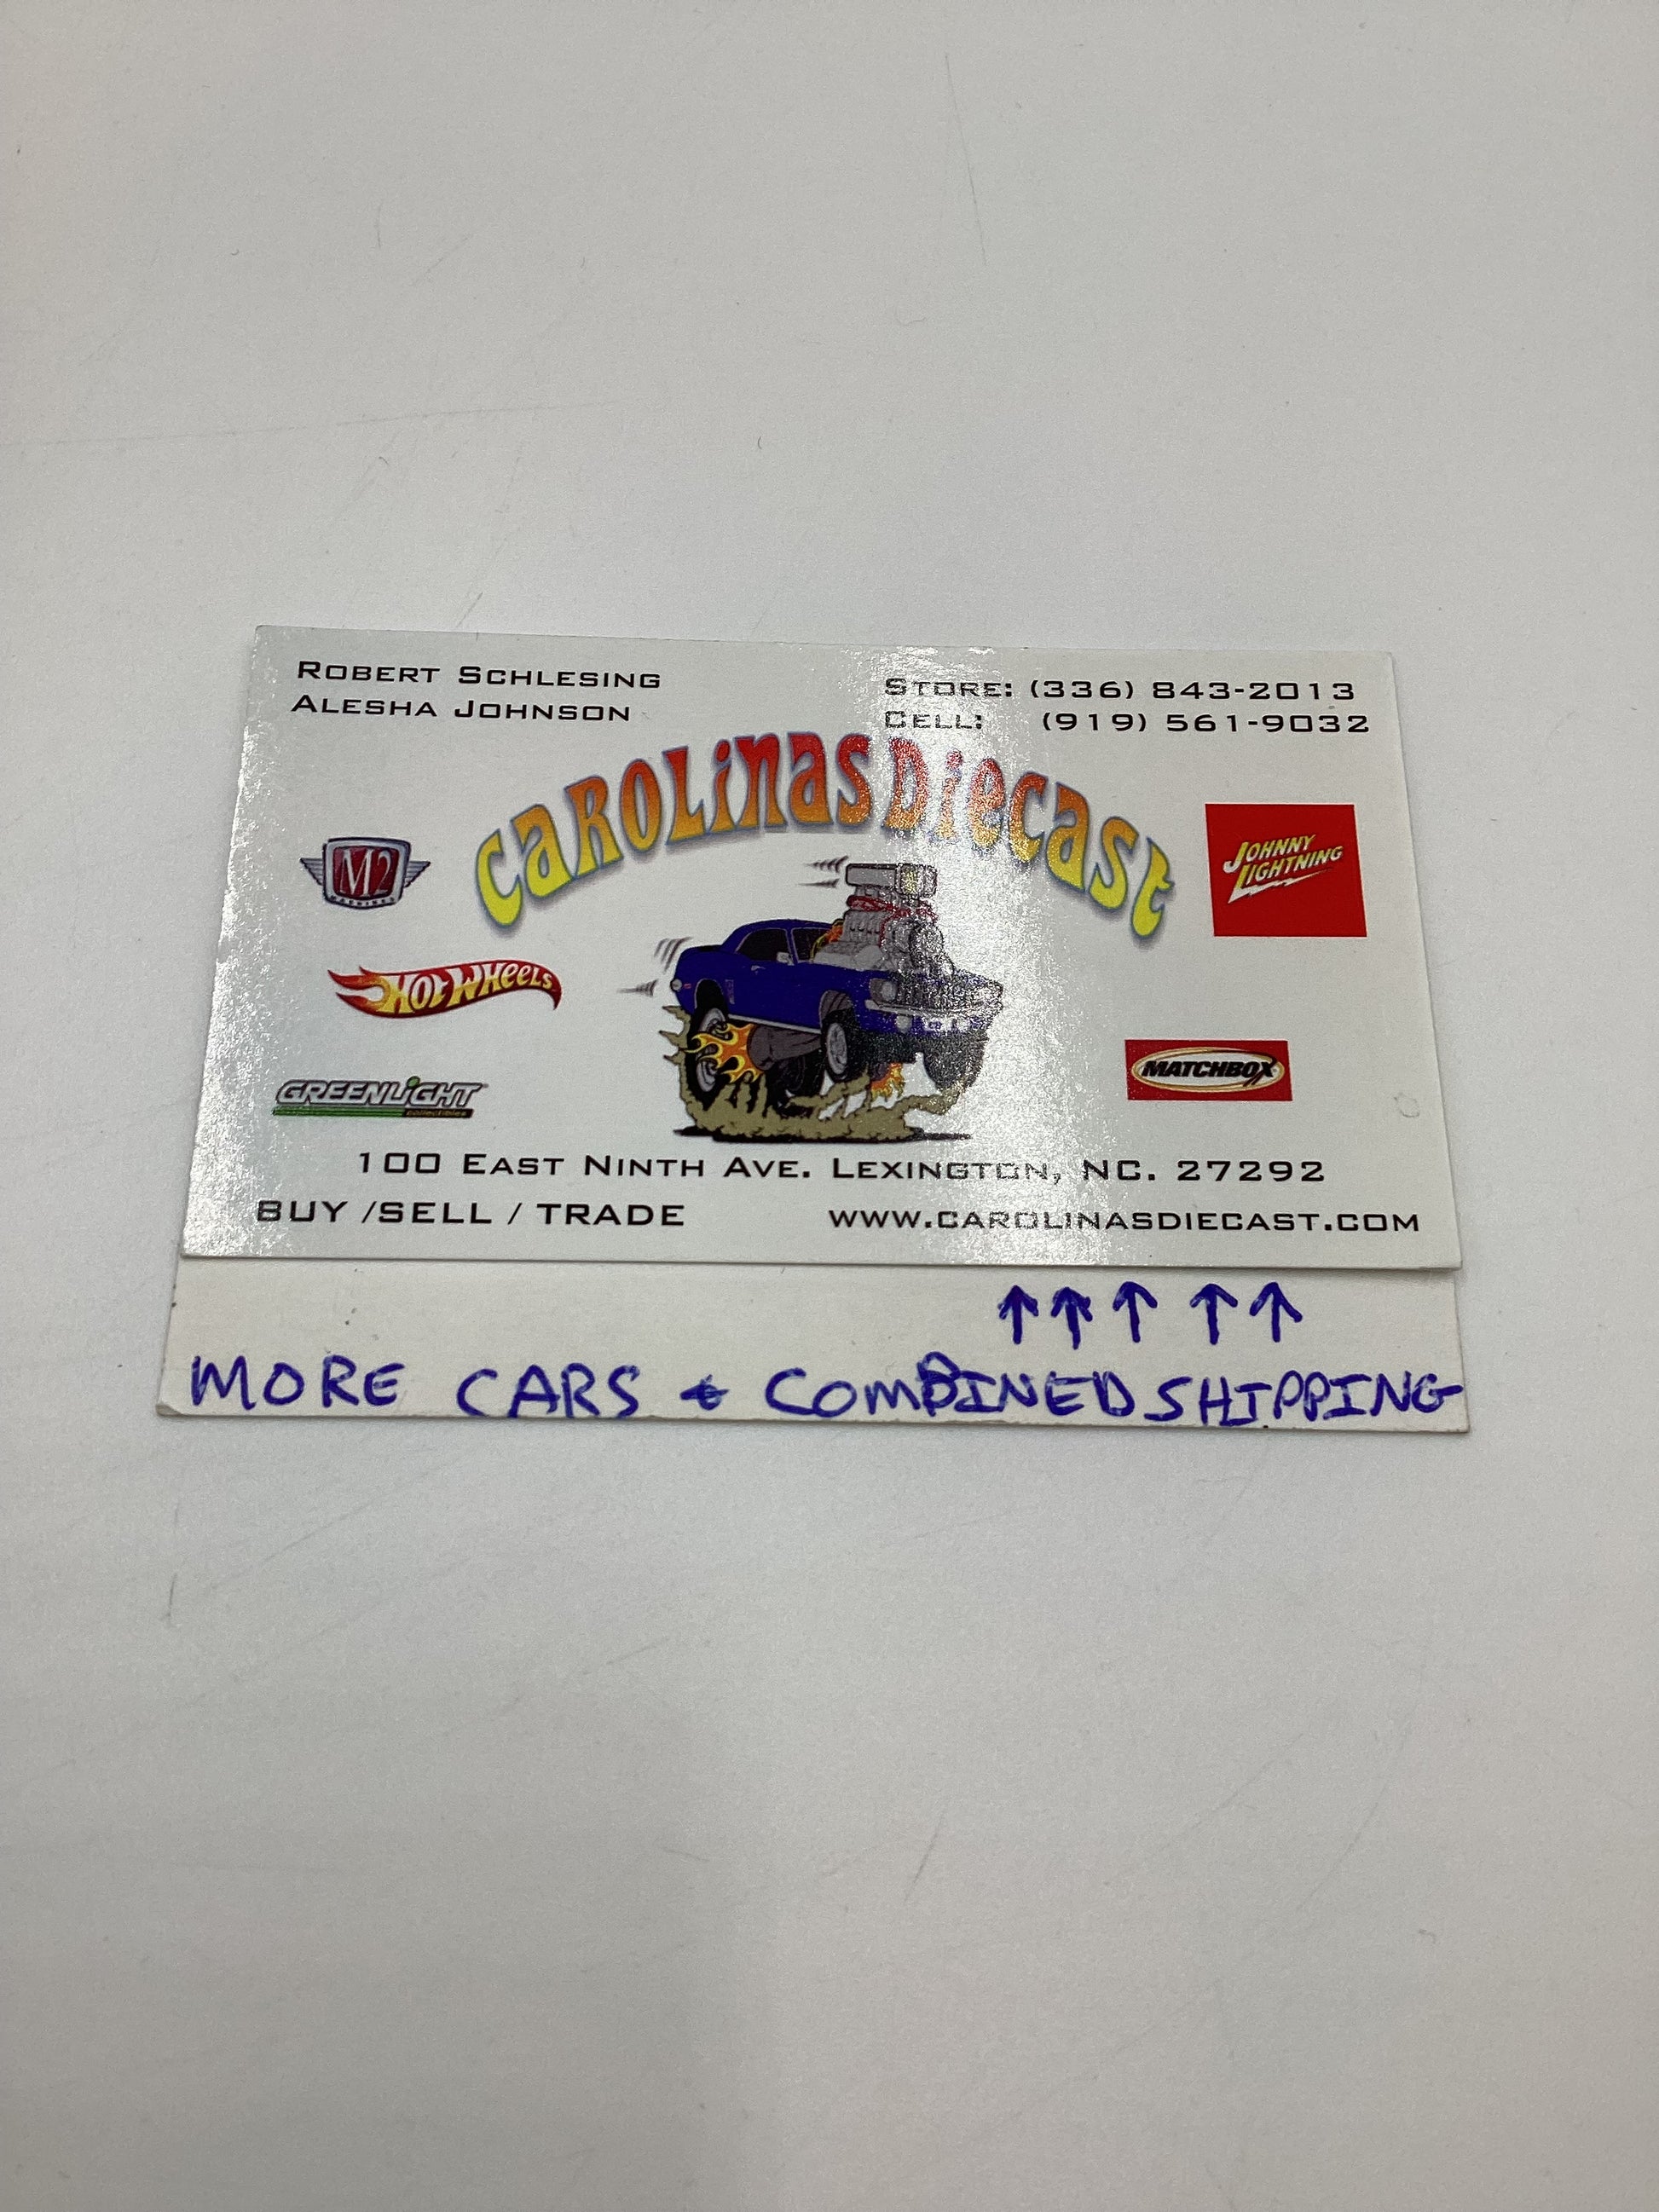 ROBERT SCHLESING
ALESHA JOHNSON
STORE: (336) 843-2013
CELL: (919) 561-9032
CAROLINAS DIECAST
M2
MACHINES
JOHNNY
LIGHTNING
HOT WHEELS
GREENLIGHT
collectibles
MATCHBOX
100 EAST NINTH AVE. LEXINGTON, NC. 27292
BUY /SELL / TRADE
WWW.CAROLINASDIECAST.COM
↑↑↑ ↑↑
MORE CARS & COMBINED SHIPPING